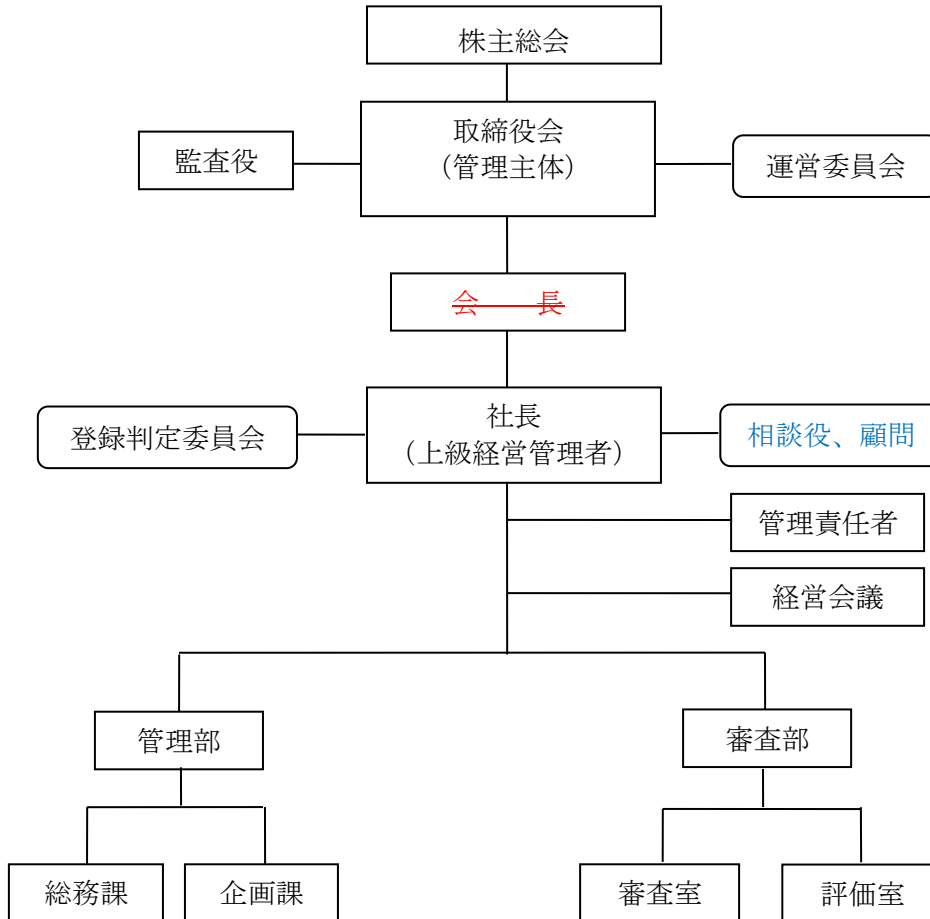 株主総会
取締役会
（管理主体）
監査役
運営委員会
会　　長
社長
（上級経営管理者）
登録判定委員会
相談役、顧問
管理責任者
経営会議
管理部
審査部
総務課
企画課
審査室
評価室